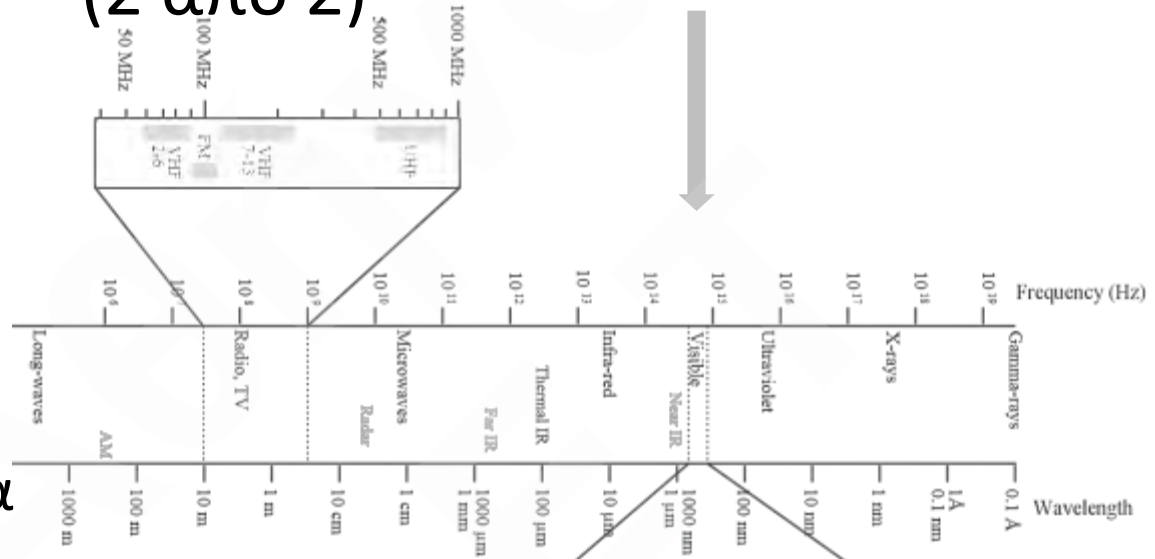 (2 από 2)
50 MHz
100 MHz
500 MHz
1000 MHz
VHF
2-6
FM
VHF
7-13
UHF
10⁶
10⁷
10⁸
10⁹
10¹⁰
10¹¹
10¹²
10¹³
10¹⁴
10¹⁵
10¹⁶
10¹⁷
10¹⁸
10¹⁹
Frequency (Hz)
Long-waves
AM
Radio, TV
Microwaves
Radar
Far IR
Thermal IR
Infra-red
Near IR
Visible
Ultraviolet
X-rays
Gamma-rays
α
1000 m
100 m
10 m
1 m
10 cm
1 cm
1000 µm
1 mm
100 µm
10 µm
1000 nm
1 µm
100 nm
10 nm
1 nm
1Å
0.1 nm
0.1 Å
Wavelength